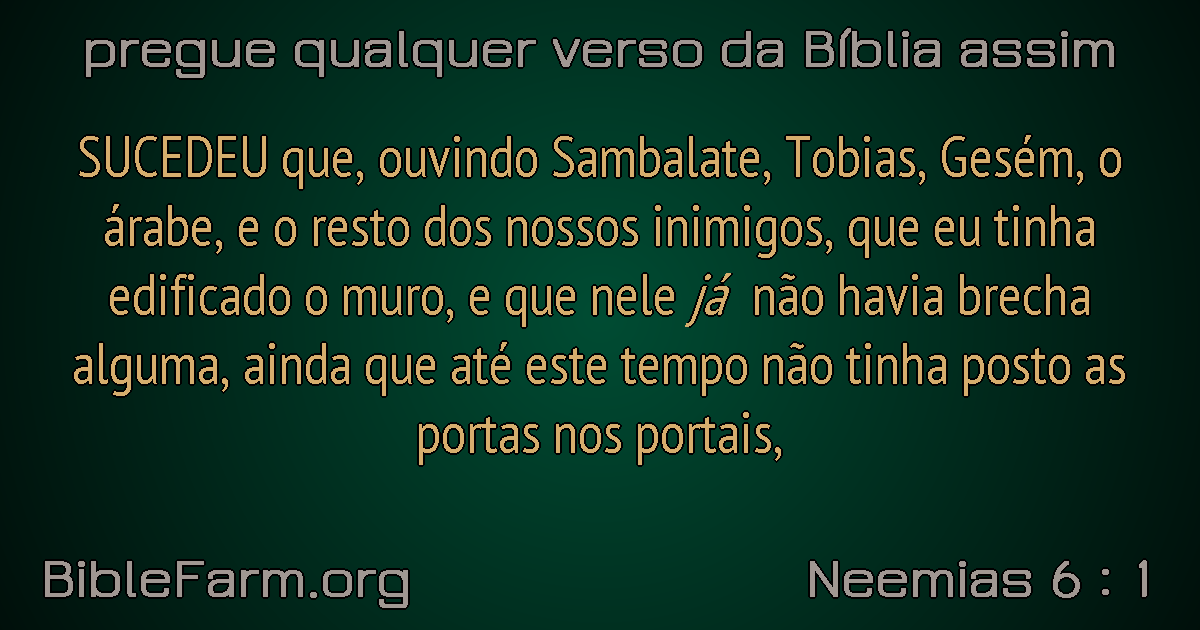 pregue qualquer verso da Bíblia assim
SUCEDEU que, ouvindo Sambalate, Tobias, Gesém, o
árabe, e o resto dos nossos inimigos, que eu tinha
edificado o muro, e que nele já não havia brecha
alguma, ainda que até este tempo não tinha posto as
portas nos portais,
BibleFarm.org
Neemias 6 : 1